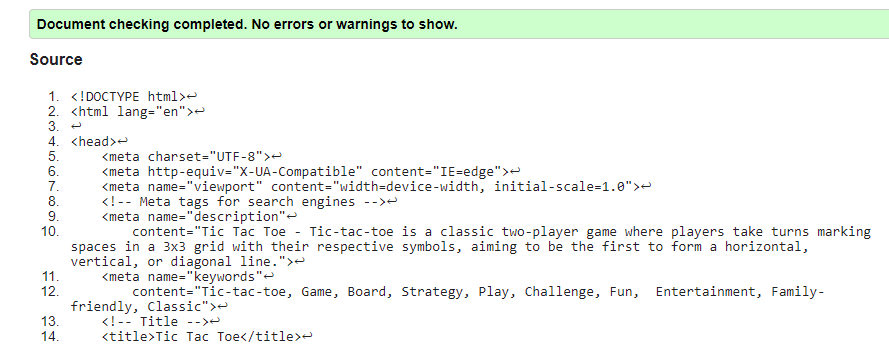 Document checking completed. No errors or warnings to show.
Source
1. <!DOCTYPE html>↩
2. <html lang="en">↩
3. ↩
4. <head>↩
5.     <meta charset="UTF-8">↩
6.     <meta http-equiv="X-UA-Compatible" content="IE=edge">↩
7.     <meta name="viewport" content="width=device-width, initial-scale=1.0">↩
8.     <!-- Meta tags for search engines -->↩
9.     <meta name="description"↩
10.         content="Tic Tac Toe - Tic-tac-toe is a classic two-player game where players take turns marking
spaces in a 3x3 grid with their respective symbols, aiming to be the first to form a horizontal,
vertical, or diagonal line.">↩
11.     <meta name="keywords"↩
12.         content="Tic-tac-toe, Game, Board, Strategy, Play, Challenge, Fun,  Entertainment, Family-
friendly, Classic">↩
13.     <!-- Title -->↩
14.     <title>Tic Tac Toe</title>↩